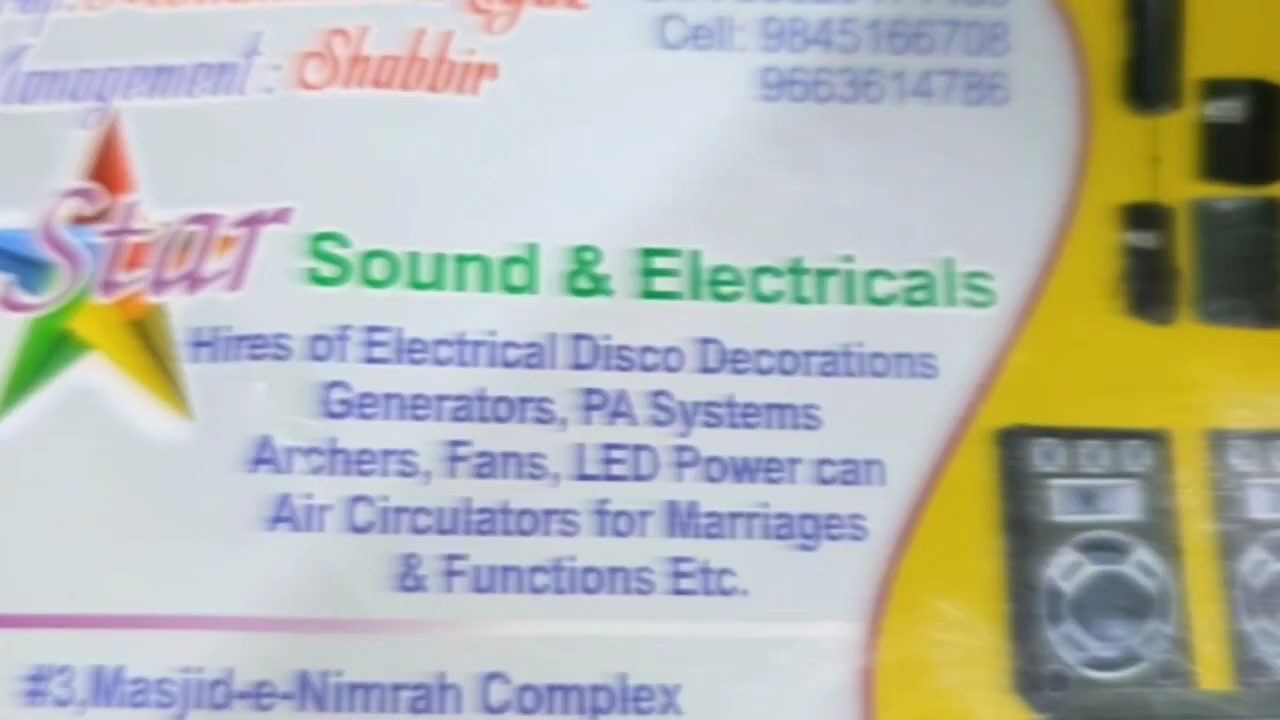 Management: Shabbir
Cell: 9845166708
9663614786
Star Sound & Electricals
Hires of Electrical Disco Decorations
Generators, PA Systems
Archers, Fans, LED Power can
Air Circulators for Marriages
& Functions Etc.
#3,Masjid-e-Nimrah Complex